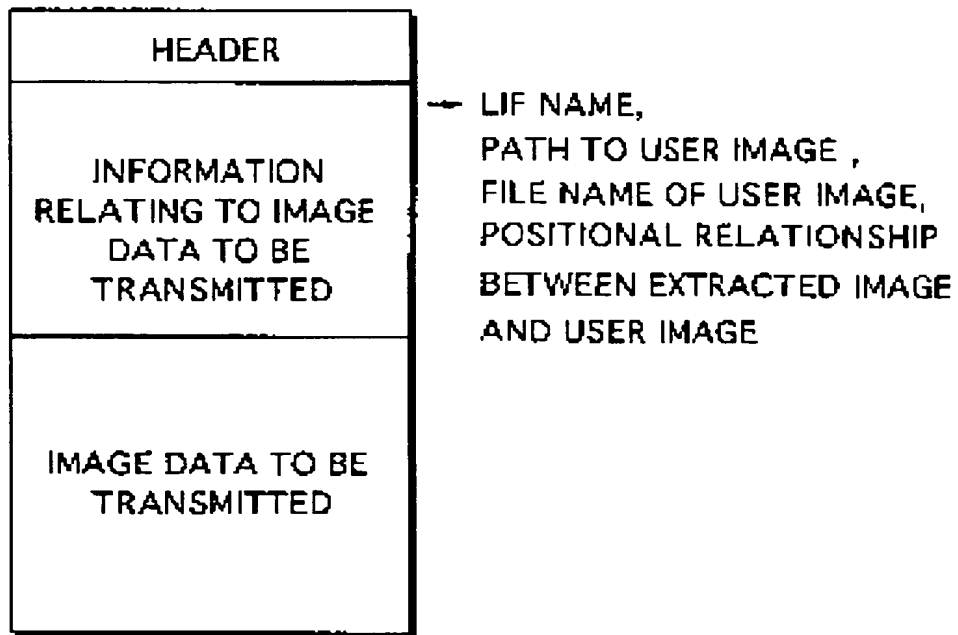 HEADER
INFORMATION
RELATING TO IMAGE
DATA TO BE
TRANSMITTED
IMAGE DATA TO BE
TRANSMITTED
LIF NAME,
PATH TO USER IMAGE ,
FILE NAME OF USER IMAGE,
POSITIONAL RELATIONSHIP
BETWEEN EXTRACTED IMAGE
AND USER IMAGE